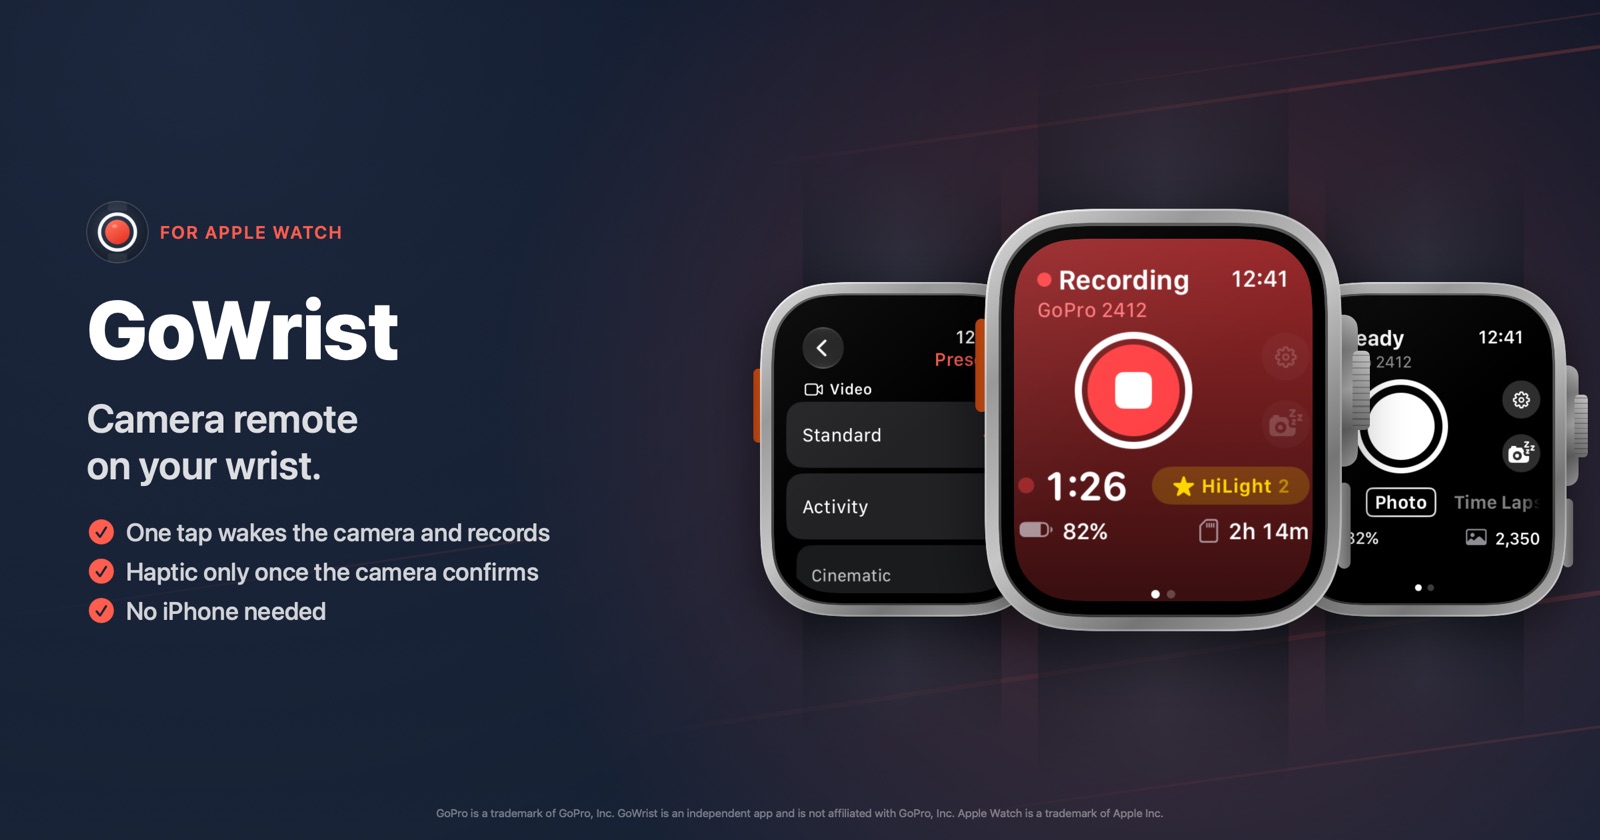 FOR APPLE WATCH
GoWrist
Camera remote
on your wrist.
One tap wakes the camera and records
Haptic only once the camera confirms
No iPhone needed
12
Pres
Video
Standard
Activity
Cinematic
Recording 12:41
GoPro 2412
1:26 HiLight 2
82% 2h 14m
eady 12:41
2412
Photo Time Laps
82% 2,350
GoPro is a trademark of GoPro, Inc. GoWrist is an independent app and is not affiliated with GoPro, Inc. Apple Watch is a trademark of Apple Inc.